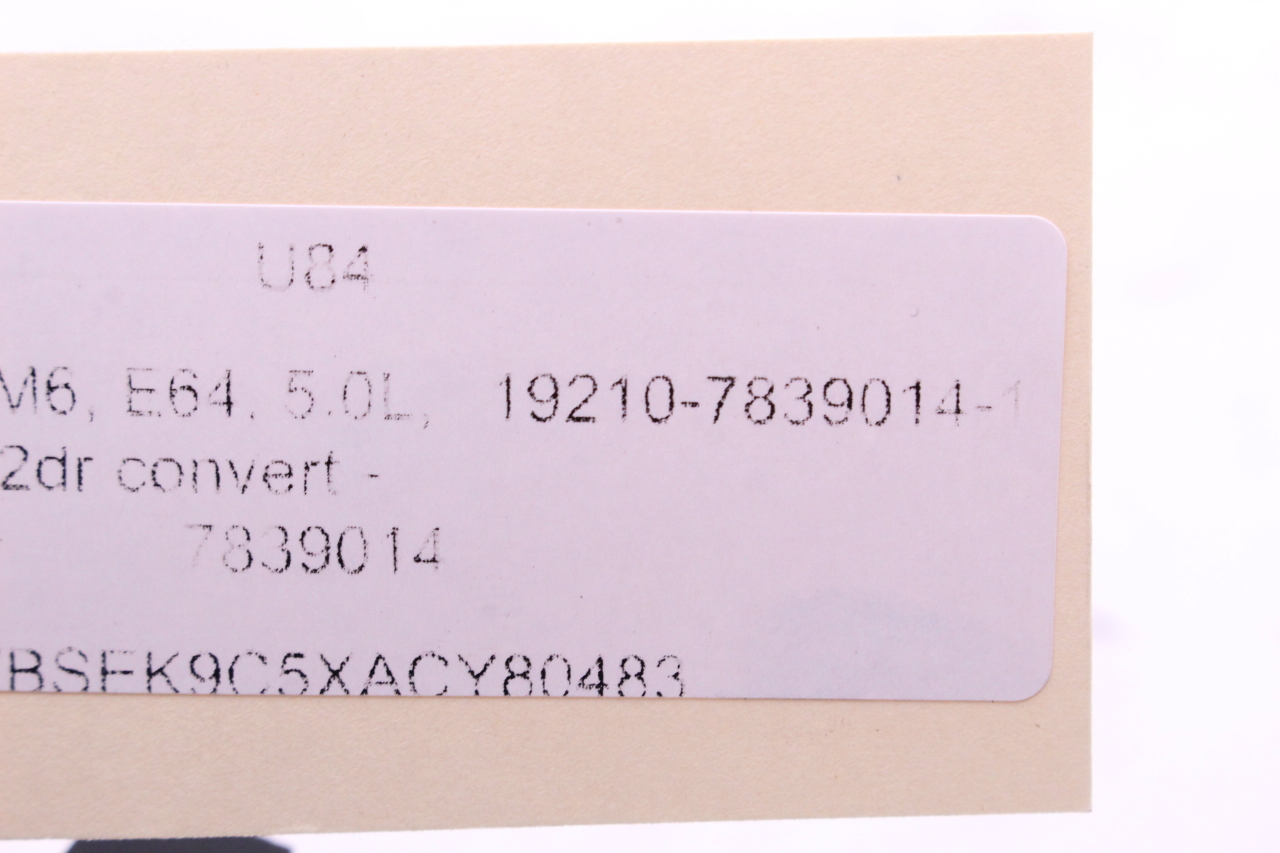 U84
M6, E64, 5.0L, 19210-7839014-1
2dr convert -
7839014
BSEK9C5XACY80483